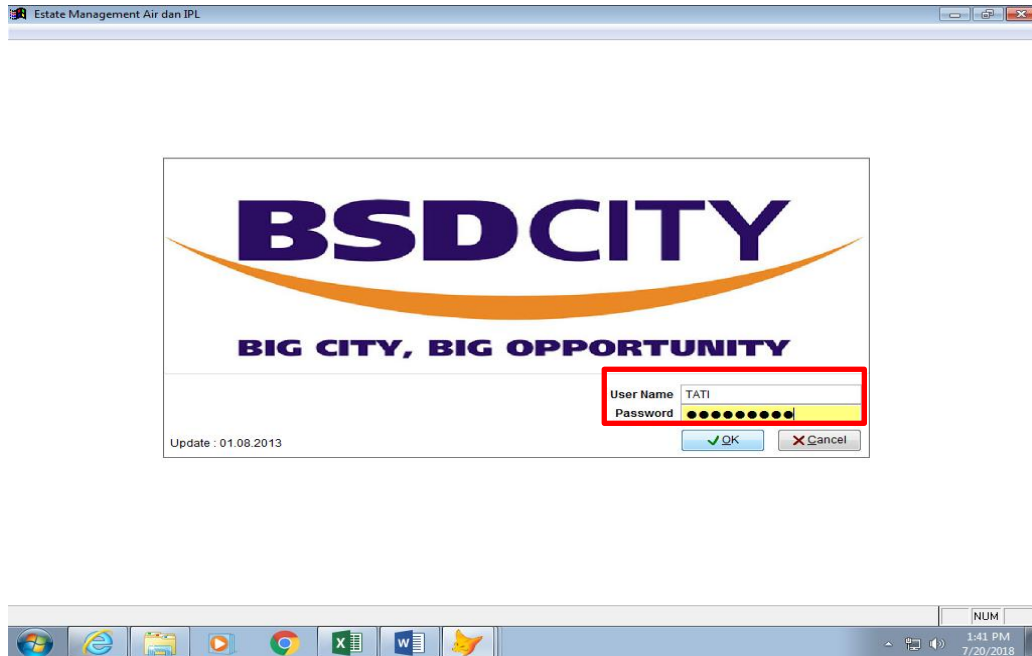 Estate Management Air dan IPL
BSDCITY
BIG CITY, BIG OPPORTUNITY
User Name TATI
Password ●●●●●●●●●
Update : 01.08.2013
OK
Cancel
NUM
1:41 PM
7/20/2018